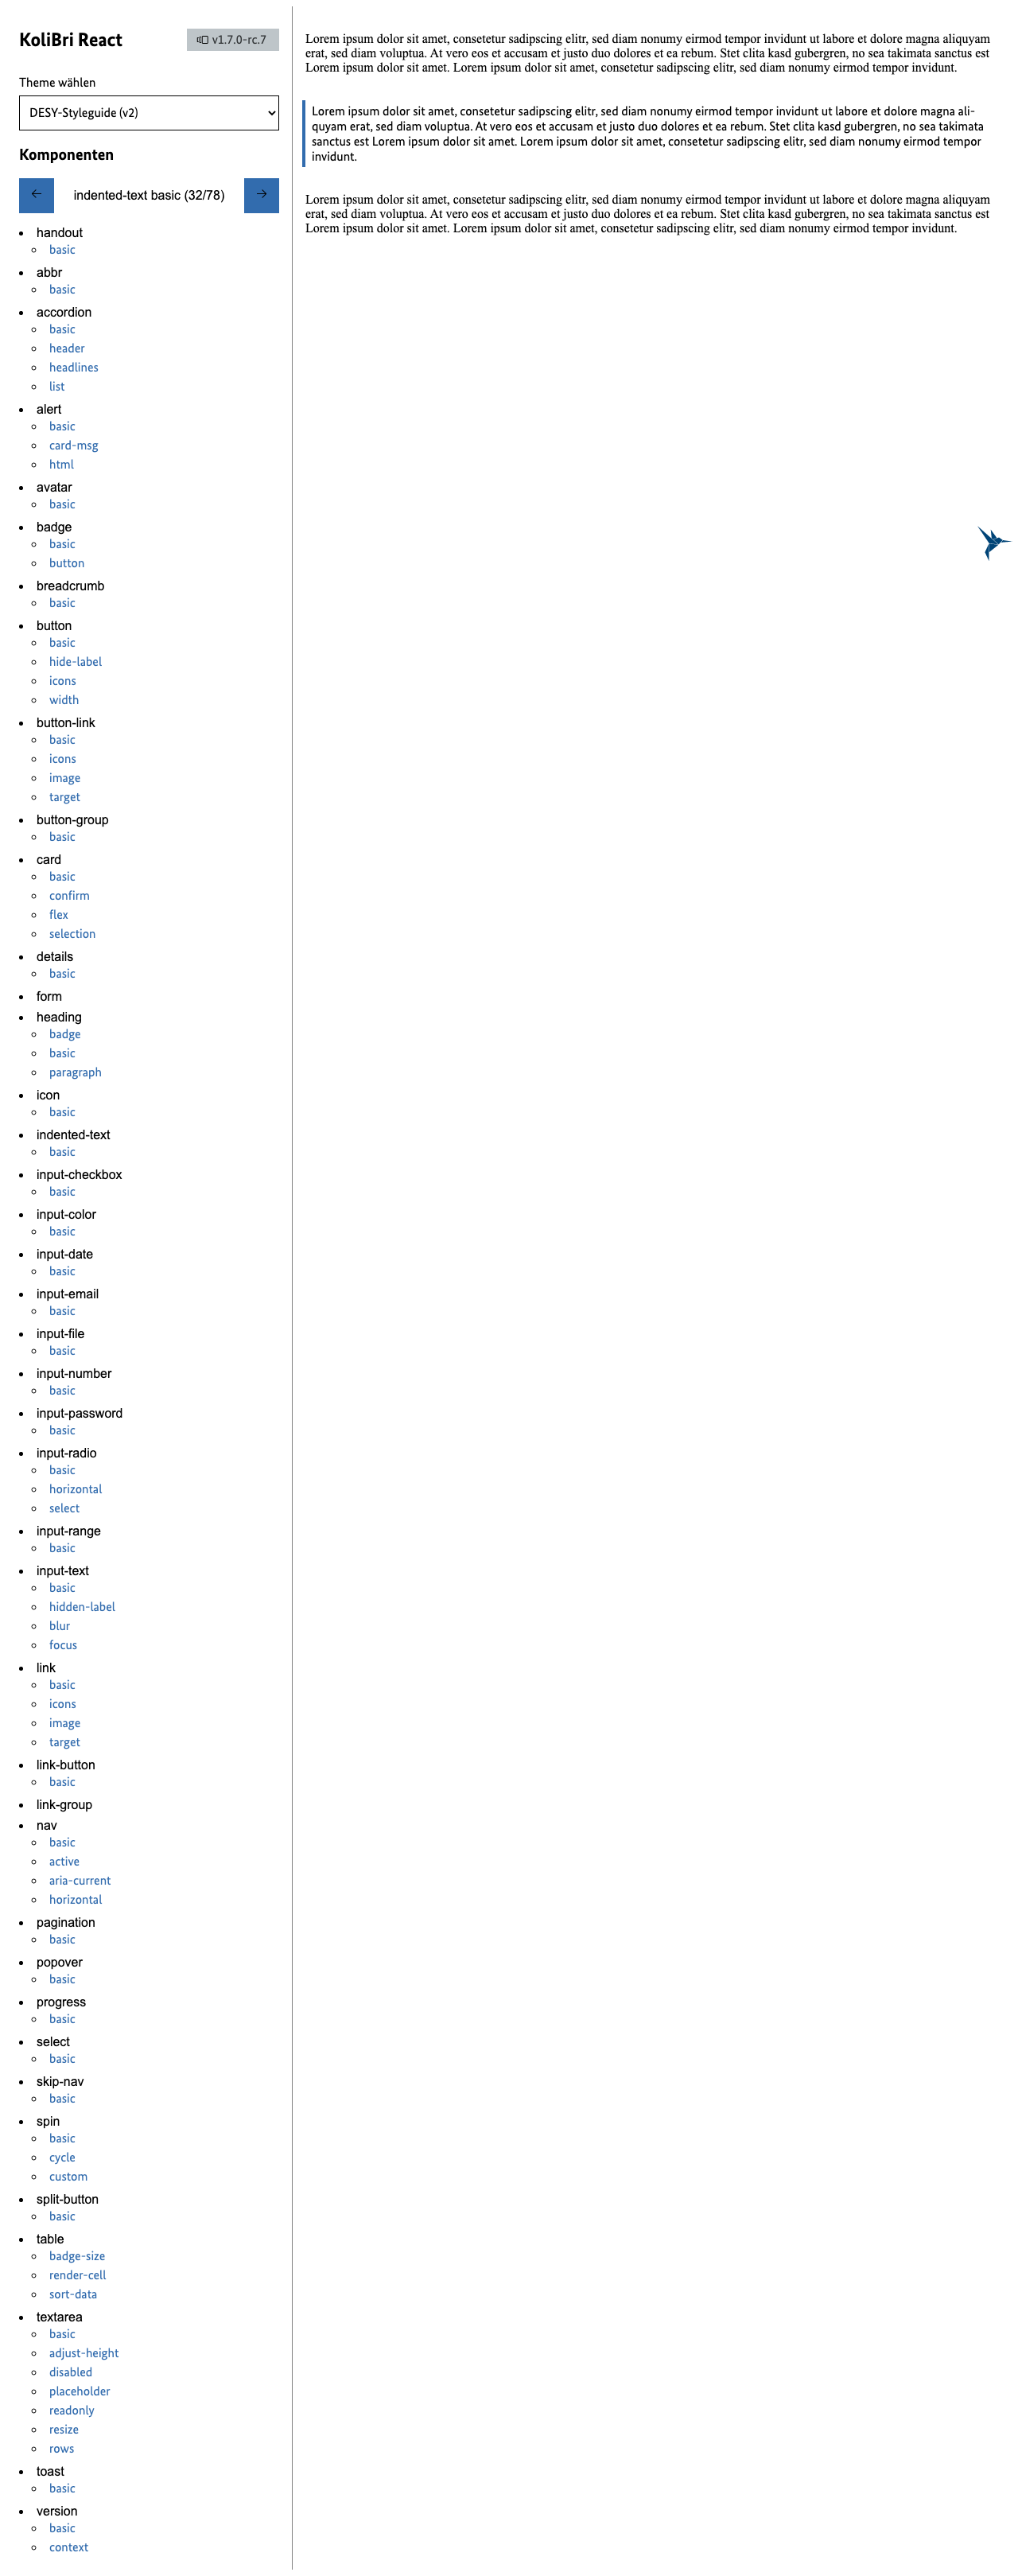 KoliBri React
v1.7.0-rc.7
Theme wählen
DESY-Styleguide (v2)
Komponenten
indented-text basic (32/78)
handout
basic
abbr
basic
accordion
basic
header
headlines
list
alert
basic
card-msg
html
avatar
basic
badge
basic
button
breadcrumb
basic
button
basic
hide-label
icons
width
button-link
basic
icons
image
target
button-group
basic
card
basic
confirm
flex
selection
details
basic
form
heading
badge
basic
paragraph
icon
basic
indented-text
basic
input-checkbox
basic
input-color
basic
input-date
basic
input-email
basic
input-file
basic
input-number
basic
input-password
basic
input-radio
basic
horizontal
select
input-range
basic
input-text
basic
hidden-label
blur
focus
link
basic
icons
image
target
link-button
basic
link-group
nav
basic
active
aria-current
horizontal
pagination
basic
popover
basic
progress
basic
select
basic
skip-nav
basic
spin
basic
cycle
custom
split-button
basic
table
badge-size
render-cell
sort-data
textarea
basic
adjust-height
disabled
placeholder
readonly
resize
rows
toast
basic
version
basic
context
Lorem ipsum dolor sit amet, consetetur sadipscing elitr, sed diam nonumy eirmod tempor invidunt ut labore et dolore magna aliquyam
erat, sed diam voluptua. At vero eos et accusam et justo duo dolores et ea rebum. Stet clita kasd gubergren, no sea takimata sanctus est
Lorem ipsum dolor sit amet. Lorem ipsum dolor sit amet, consetetur sadipscing elitr, sed diam nonumy eirmod tempor invidunt.
Lorem ipsum dolor sit amet, consetetur sadipscing elitr, sed diam nonumy eirmod tempor invidunt ut labore et dolore magna ali-
quyam erat, sed diam voluptua. At vero eos et accusam et justo duo dolores et ea rebum. Stet clita kasd gubergren, no sea takimata
sanctus est Lorem ipsum dolor sit amet. Lorem ipsum dolor sit amet, consetetur sadipscing elitr, sed diam nonumy eirmod tempor
invidunt.
Lorem ipsum dolor sit amet, consetetur sadipscing elitr, sed diam nonumy eirmod tempor invidunt ut labore et dolore magna aliquyam
erat, sed diam voluptua. At vero eos et accusam et justo duo dolores et ea rebum. Stet clita kasd gubergren, no sea takimata sanctus est
Lorem ipsum dolor sit amet. Lorem ipsum dolor sit amet, consetetur sadipscing elitr, sed diam nonumy eirmod tempor invidunt.